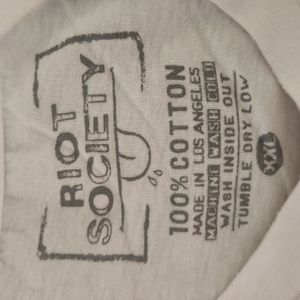 RIOT
SOCIETY
100% COTTON
MADE IN LOS ANGELES
MACHINE WASH COLD
WASH INSIDE OUT
TUMBLE DRY LOW
XXL